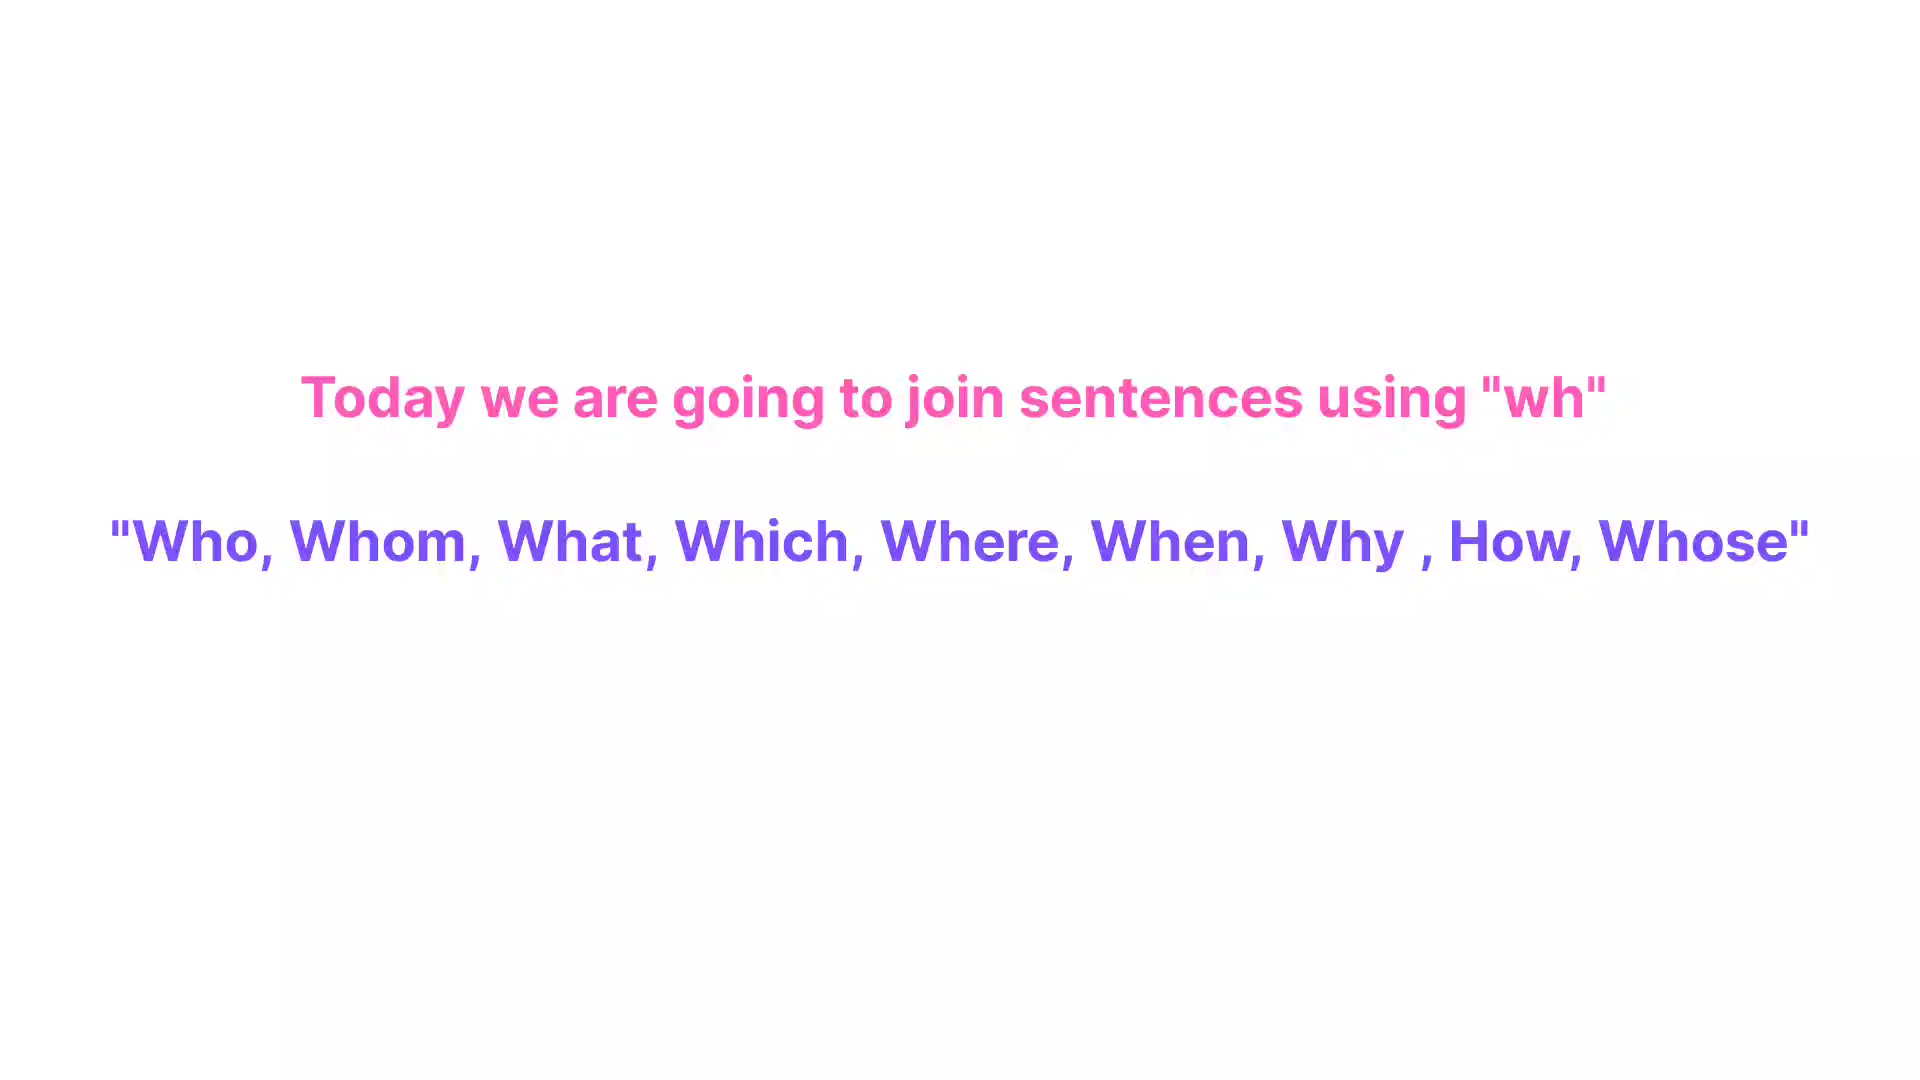 Today we are going to join sentences using "wh"
"Who, Whom, What, Which, Where, When, Why , How, Whose"